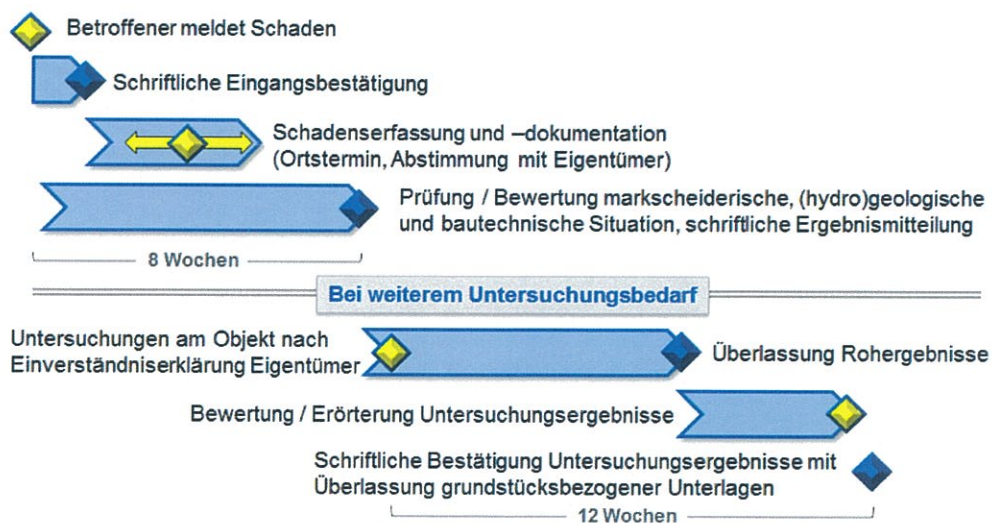 Betroffener meldet Schaden
Schriftliche Eingangsbestätigung
Schadenserfassung und –dokumentation
(Ortstermin, Abstimmung mit Eigentümer)
Prüfung / Bewertung markscheiderische, (hydro)geologische
und bautechnische Situation, schriftliche Ergebnismitteilung
8 Wochen
Bei weiterem Untersuchungsbedarf
Untersuchungen am Objekt nach
Einverständniserklärung Eigentümer
Überlassung Rohergebnisse
Bewertung / Erörterung Untersuchungsergebnisse
Schriftliche Bestätigung Untersuchungsergebnisse mit
Überlassung grundstücksbezogener Unterlagen
12 Wochen